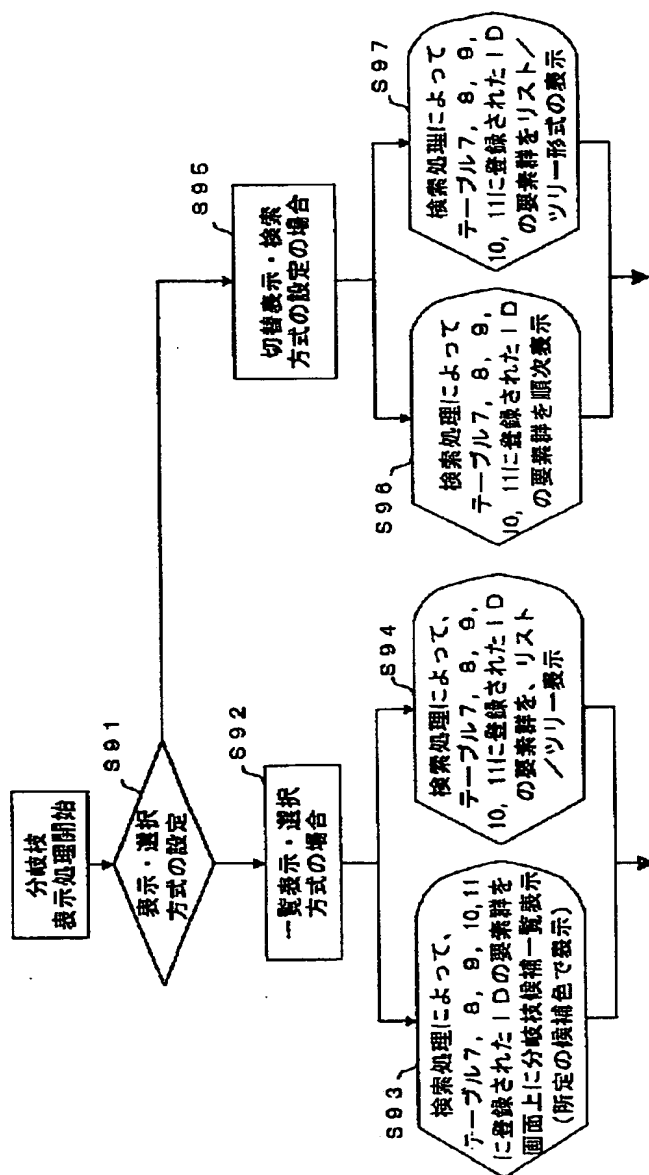 分岐枝
表示処理開始
S91
表示・選択
方式の設定
S92
一覧表示・選択
方式の場合
S93
検索処理によって、
テーブル7, 8, 9, 10, 11
に登録されたIDの要素群を
画面上に分岐枝候補一覧表示
(所定の候補色で表示)
S94
検索処理によって、
テーブル7, 8, 9,
10, 11に登録されたID
の要素群を、リスト
/ツリー表示
S95
切替表示・検索
方式の設定の場合
S96
検索処理によって
テーブル7, 8, 9,
10, 11に登録されたID
の要素群を順次表示
S97
検索処理によって
テーブル7, 8, 9,
10, 11に登録されたID
の要素群をリスト/
ツリー形式の表示